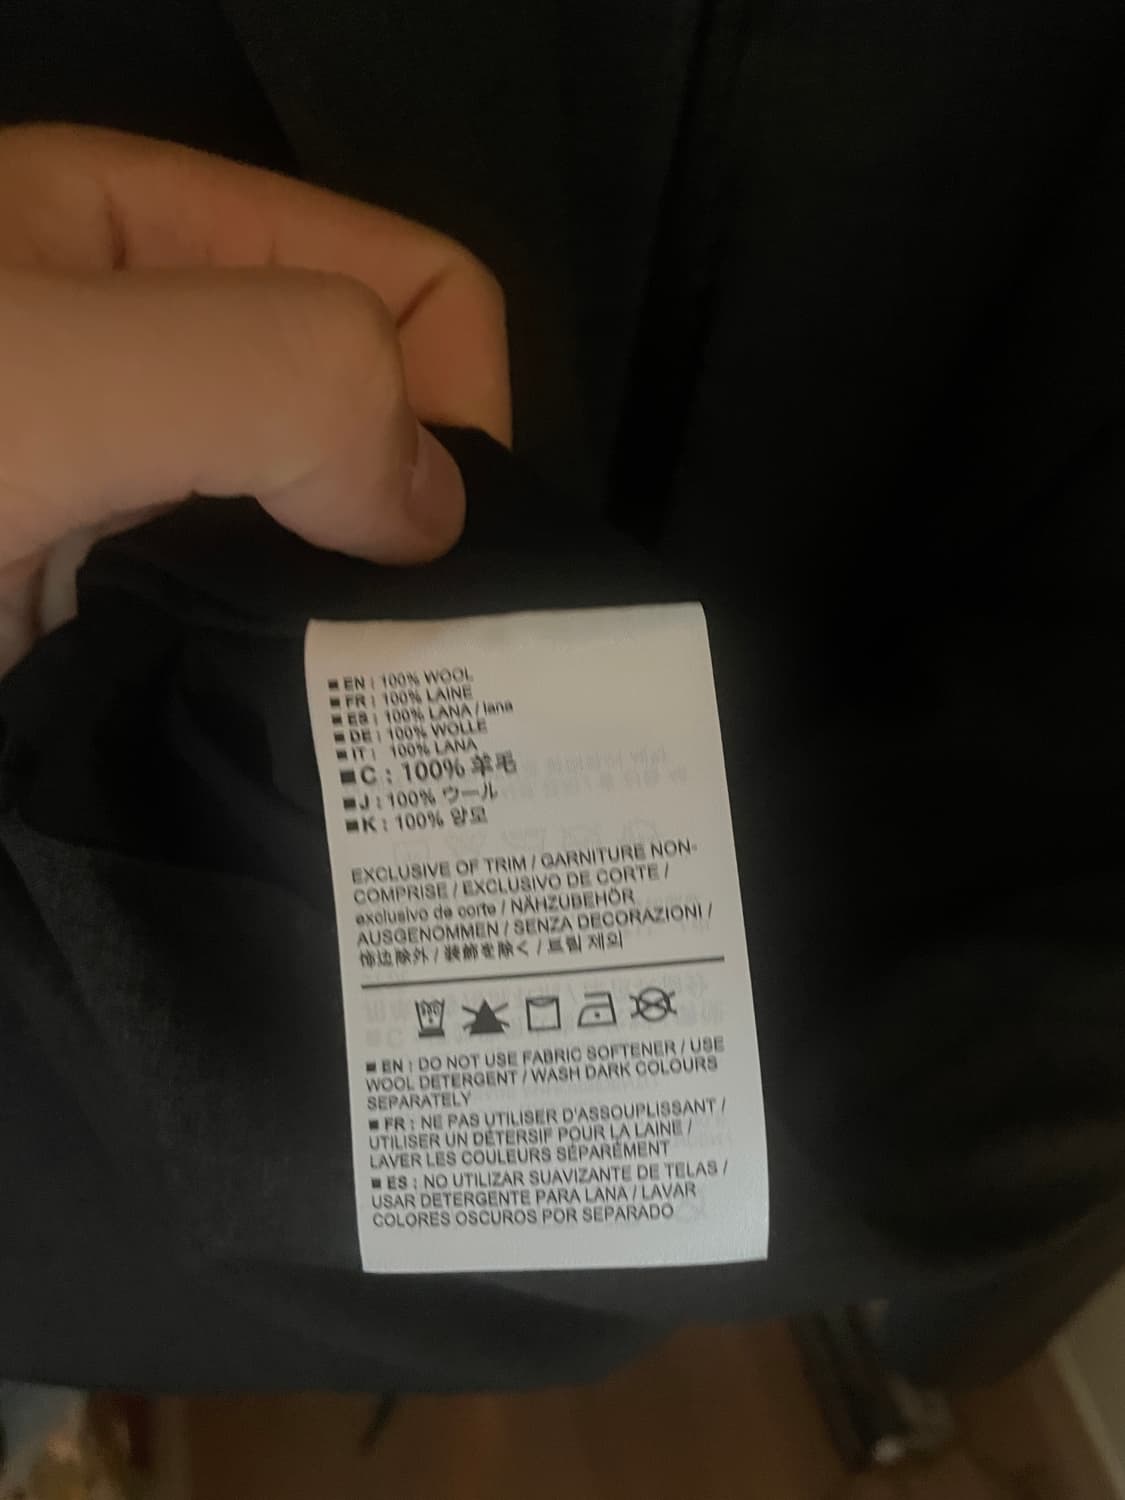 ■ EN : 100% WOOL
■ FR : 100% LAINE
■ ES : 100% LANA / lana
■ DE : 100% WOLLE
■ IT : 100% LANA
■ C : 100% 羊毛
■ J : 100% ウール
■ K : 100% 양모
EXCLUSIVE OF TRIM / GARNITURE NON-
COMPRISE / EXCLUSIVO DE CORTE /
exclusivo de corte / NÄHZUBEHÖR
AUSGENOMMEN / SENZA DECORAZIONI /
饰边除外 / 装飾を除く / 트림 제외
■ EN : DO NOT USE FABRIC SOFTENER / USE
WOOL DETERGENT / WASH DARK COLOURS
SEPARATELY
■ FR : NE PAS UTILISER D'ASSOUPLISSANT /
UTILISER UN DÉTERSIF POUR LA LAINE /
LAVER LES COULEURS SÉPARÉMENT
■ ES : NO UTILIZAR SUAVIZANTE DE TELAS /
USAR DETERGENTE PARA LANA / LAVAR
COLORES OSCUROS POR SEPARADO